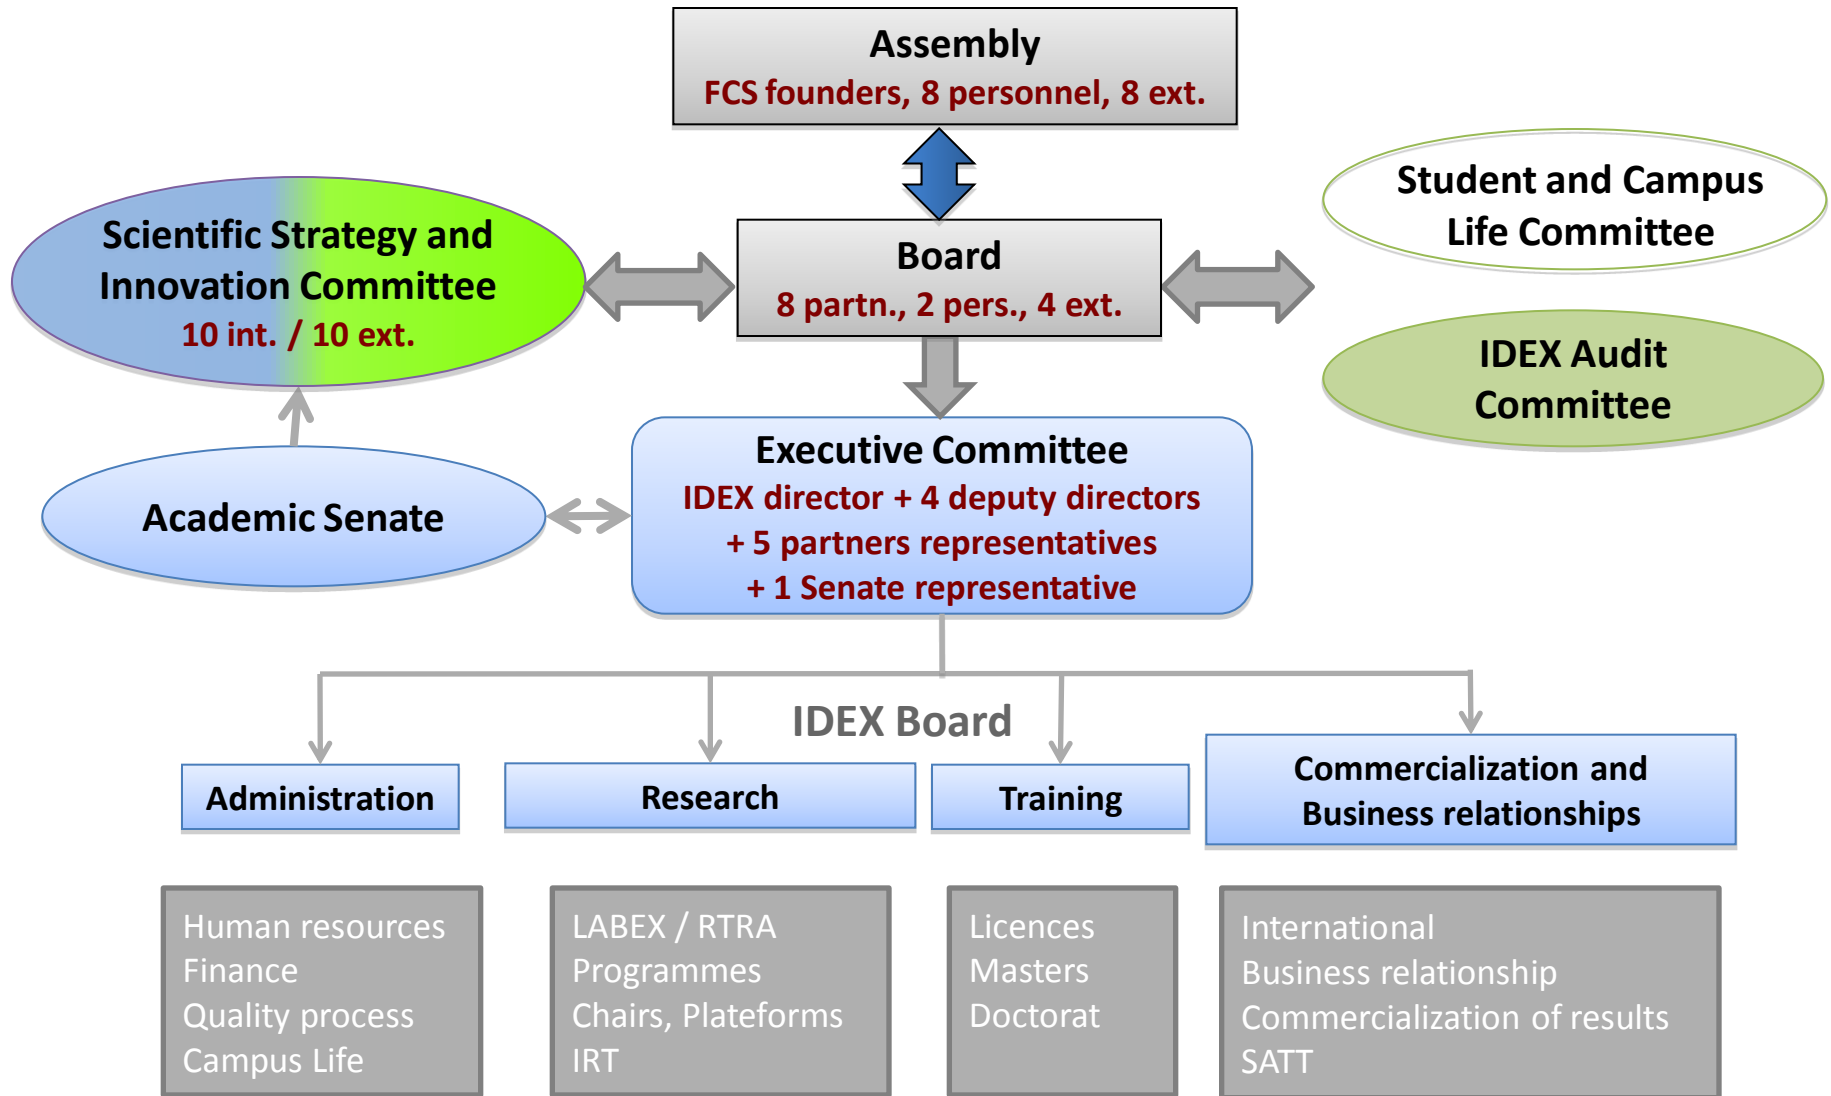 Assembly
FCS founders, 8 personnel, 8 ext.
Student and Campus
Life Committee
Scientific Strategy and
Innovation Committee
10 int. / 10 ext.
Board
8 partn., 2 pers., 4 ext.
IDEX Audit
Committee
Executive Committee
IDEX director + 4 deputy directors
+ 5 partners representatives
+ 1 Senate representative
Academic Senate
IDEX Board
Administration
Research
Training
Commercialization and
Business relationships
Human resources
Finance
Quality process
Campus Life
LABEX / RTRA
Programmes
Chairs, Plateforms
IRT
Licences
Masters
Doctorat
International
Business relationship
Commercialization of results
SATT